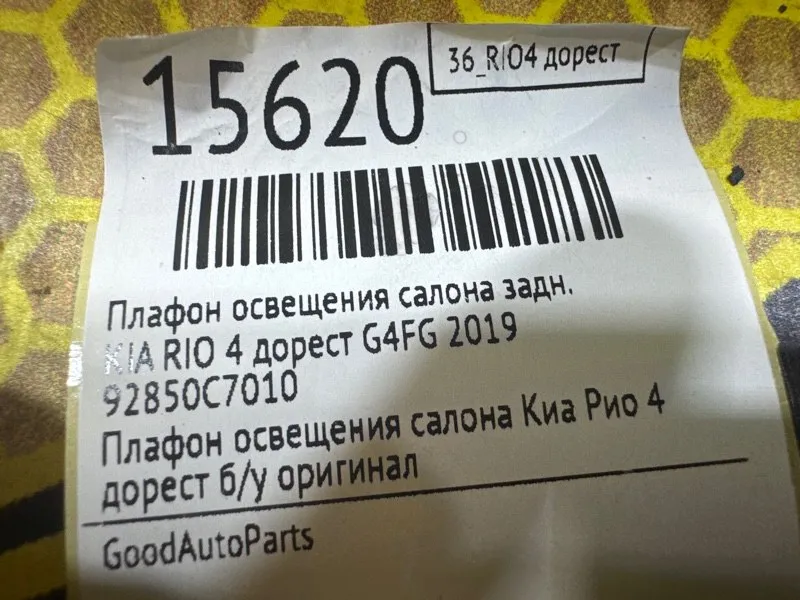 36_RIO4 дорест
15620
Плафон освещения салона задн.
KIA RIO 4 дорест G4FG 2019
92850C7010
Плафон освещения салона Киа Рио 4
дорест б/у оригинал
GoodAutoParts